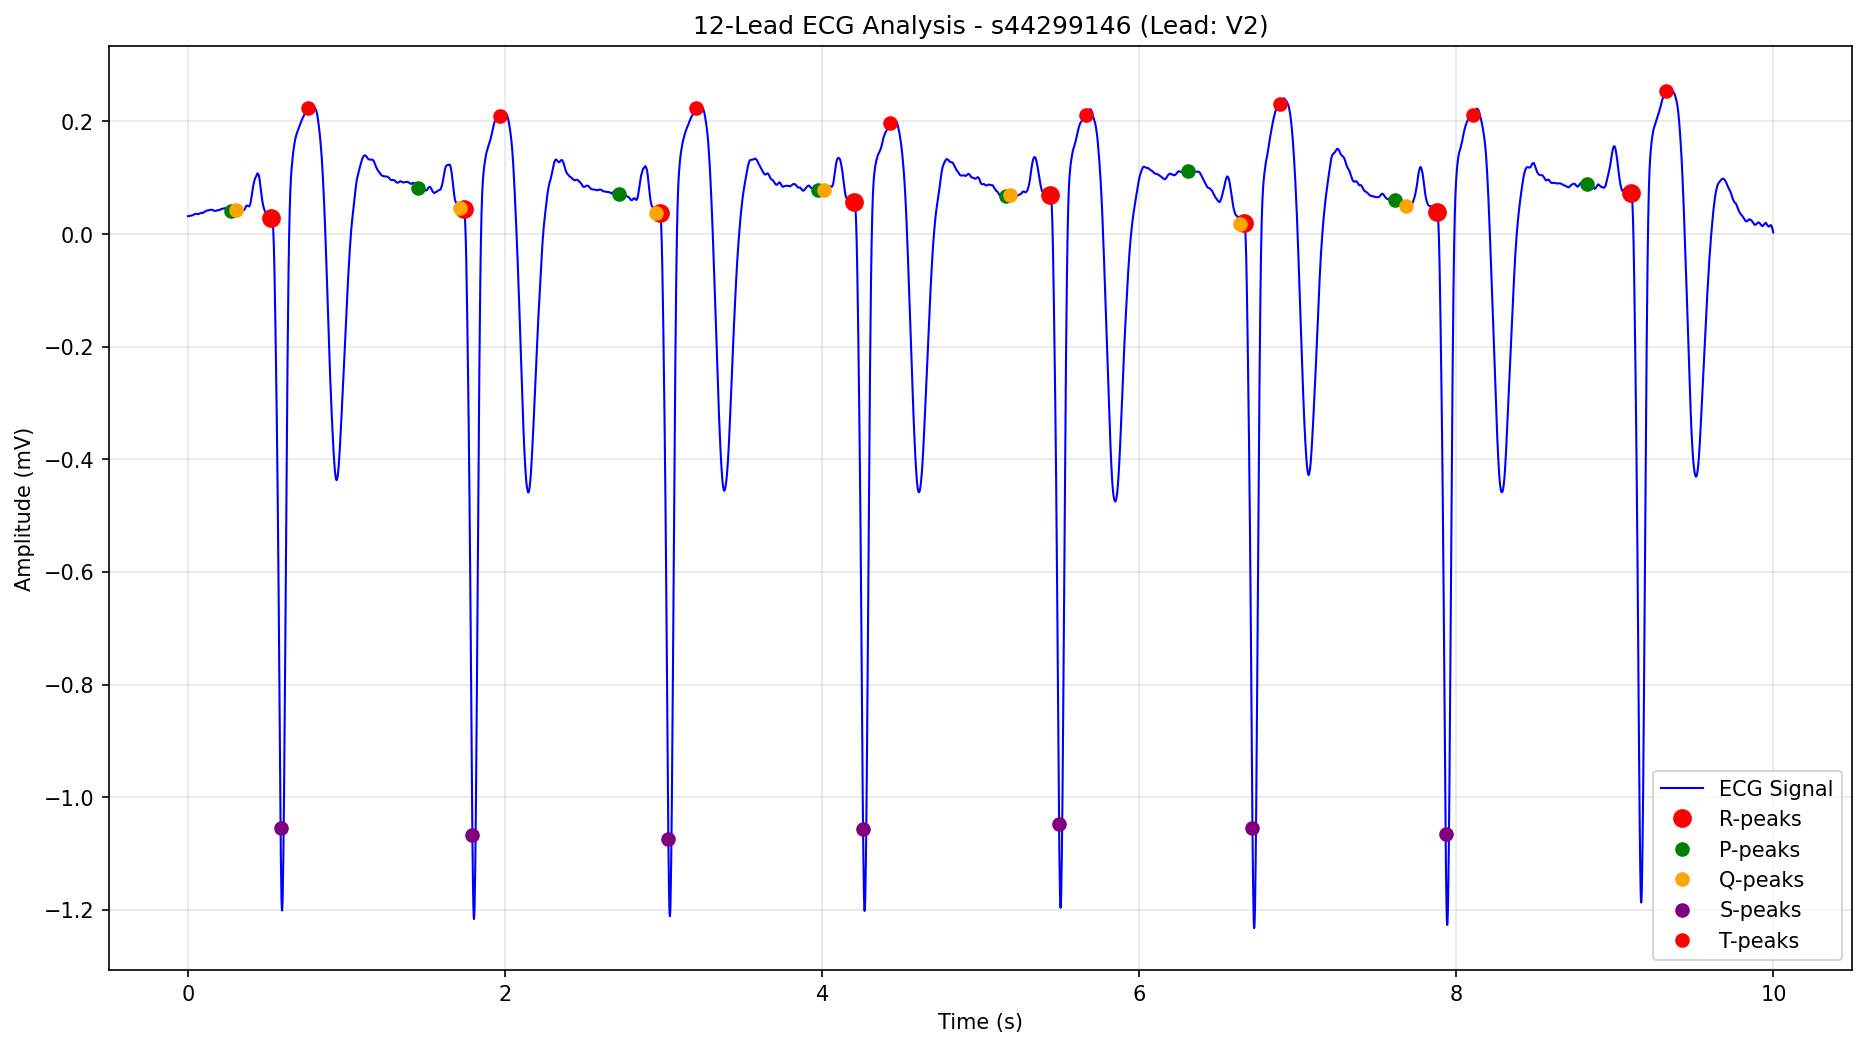 12-Lead ECG Analysis - s44299146 (Lead: V2)
Amplitude (mV)
0.2
0.0
−0.2
−0.4
−0.6
−0.8
−1.0
−1.2
ECG Signal
R-peaks
P-peaks
Q-peaks
S-peaks
T-peaks
0 2 4 6 8 10
Time (s)